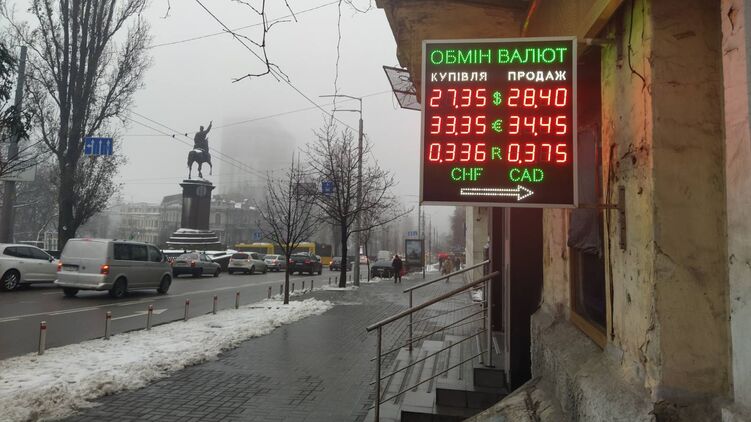 ОБМІН ВАЛЮТ
КУПІВЛЯ ПРОДАЖ
27,35 $ 28,40
33,35 € 34,45
0,336 R 0,375
CHF CAD